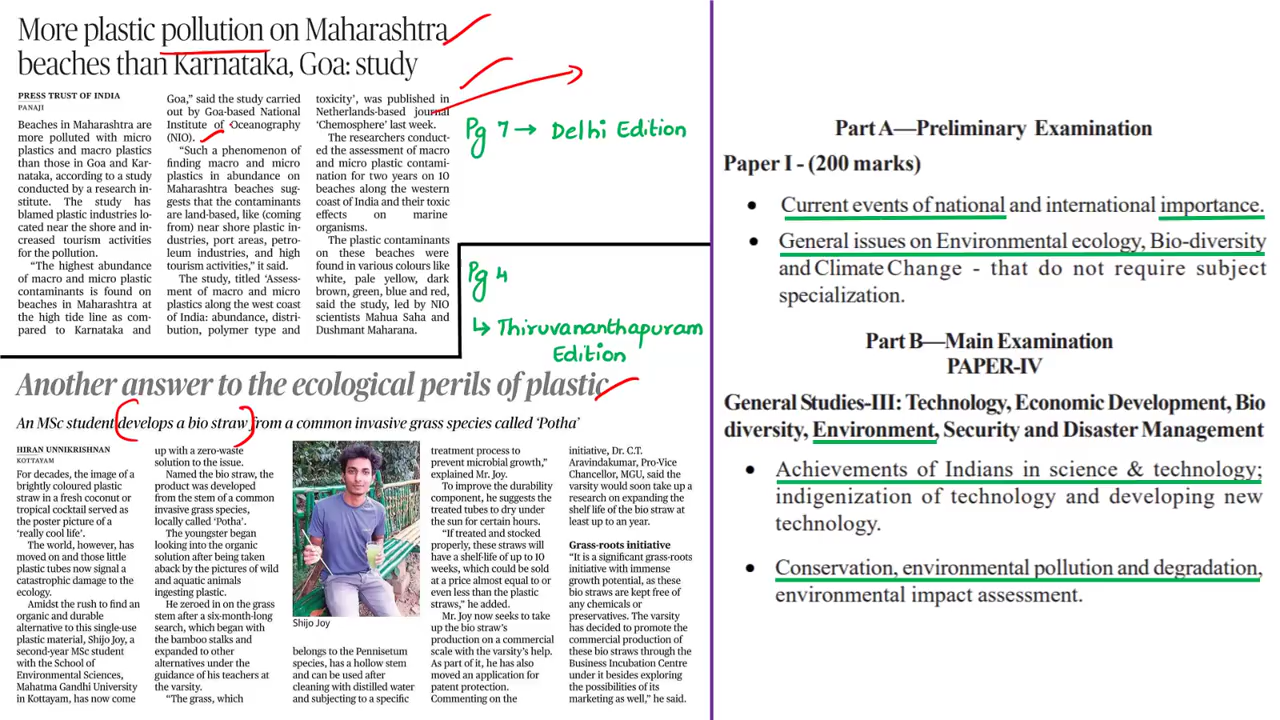 More plastic pollution on Maharashtra
beaches than Karnataka, Goa: study
PRESS TRUST OF INDIA
PANAJI
Beaches in Maharashtra are
more polluted with micro
plastics and macro plastics
than those in Goa and Kar-
nataka, according to a study
conducted by a research in-
stitute. The study has
blamed plastic industries lo-
cated near the shore and in-
creased tourism activities
for the pollution.
“The highest abundance
of macro and micro plastic
contaminants is found on
beaches in Maharashtra at
the high tide line as com-
pared to Karnataka and
Goa,” said the study carried
out by Goa-based National
Institute of Oceanography
(NIO).
“Such a phenomenon of
finding macro and micro
plastics in abundance on
Maharashtra beaches sug-
gests that the contaminants
are land-based, like (coming
from) near shore plastic in-
dustries, port areas, petro-
leum industries, and high
tourism activities,” it said.
The study, titled ‘Assess-
ment of macro and micro
plastics along the west coast
of India: abundance, distri-
bution, polymer type and
toxicity’, was published in
Netherlands-based journal
‘Chemosphere’ last week.
The researchers conduct-
ed the assessment of macro
and micro plastic contami-
nation for two years on 10
beaches along the western
coast of India and their toxic
effects on marine
organisms.
The plastic contaminants
on these beaches were
found in various colours like
white, pale yellow, dark
brown, green, blue and red,
said the study, led by NIO
scientists Mahua Saha and
Dushmant Maharana.
Pg 7 → Delhi Edition
Pg 4
↳ Thiruvananthapuram
Edition
Another answer to the ecological perils of plastic
An MSc student develops a bio straw from a common invasive grass species called ‘Potha’
HIRAN UNNIKRISHNAN
KOTTAYAM
For decades, the image of a
brightly coloured plastic
straw in a fresh coconut or
tropical cocktail served as
the poster picture of a
‘really cool life’.
The world, however, has
moved on and those little
plastic tubes now signal a
catastrophic damage to the
ecology.
Amidst the rush to find an
organic and durable
alternative to this single-use
plastic material, Shijo Joy, a
second-year MSc student
with the School of
Environmental Sciences,
Mahatma Gandhi University
in Kottayam, has now come
up with a zero-waste
solution to the issue.
Named the bio straw, the
product was developed
from the stem of a common
invasive grass species,
locally called ‘Potha’.
The youngster began
looking into the organic
solution after being taken
aback by the pictures of wild
and aquatic animals
ingesting plastic.
He zeroed in on the grass
stem after a six-month-long
search, which began with
the bamboo stalks and
expanded to other
alternatives under the
guidance of his teachers at
the varsity.
“The grass, which
Shijo Joy
belongs to the Pennisetum
species, has a hollow stem
and can be used after
cleaning with distilled water
and subjecting to a specific
treatment process to
prevent microbial growth,”
explained Mr. Joy.
To improve the durability
component, he suggests the
treated tubes to dry under
the sun for certain hours.
“If treated and stocked
properly, these straws will
have a shelf-life of up to 10
weeks, which could be sold
at a price almost equal to or
even less than the plastic
straws,” he added.
Mr. Joy now seeks to take
up the bio straw’s
production on a commercial
scale with the varsity’s help.
As part of it, he has also
moved an application for
patent protection.
Commenting on the
initiative, Dr. C.T.
Aravindakumar, Pro-Vice
Chancellor, MGU, said the
varsity would soon take up a
research on expanding the
shelf life of the bio straw at
least up to an year.
Grass-roots initiative
“It is a significant grass-roots
initiative with immense
growth potential, as these
bio straws are kept free of
any chemicals or
preservatives. The varsity
has decided to promote the
commercial production of
these bio straws through the
Business Incubation Centre
under it besides exploring
the possibilities of its
marketing as well,” he said.
Part A—Preliminary Examination
Paper I - (200 marks)
• Current events of national and international importance.
• General issues on Environmental ecology, Bio-diversity
and Climate Change - that do not require subject
specialization.
Part B—Main Examination
PAPER-IV
General Studies-III: Technology, Economic Development, Bio
diversity, Environment, Security and Disaster Management
• Achievements of Indians in science & technology;
indigenization of technology and developing new
technology.
• Conservation, environmental pollution and degradation,
environmental impact assessment.